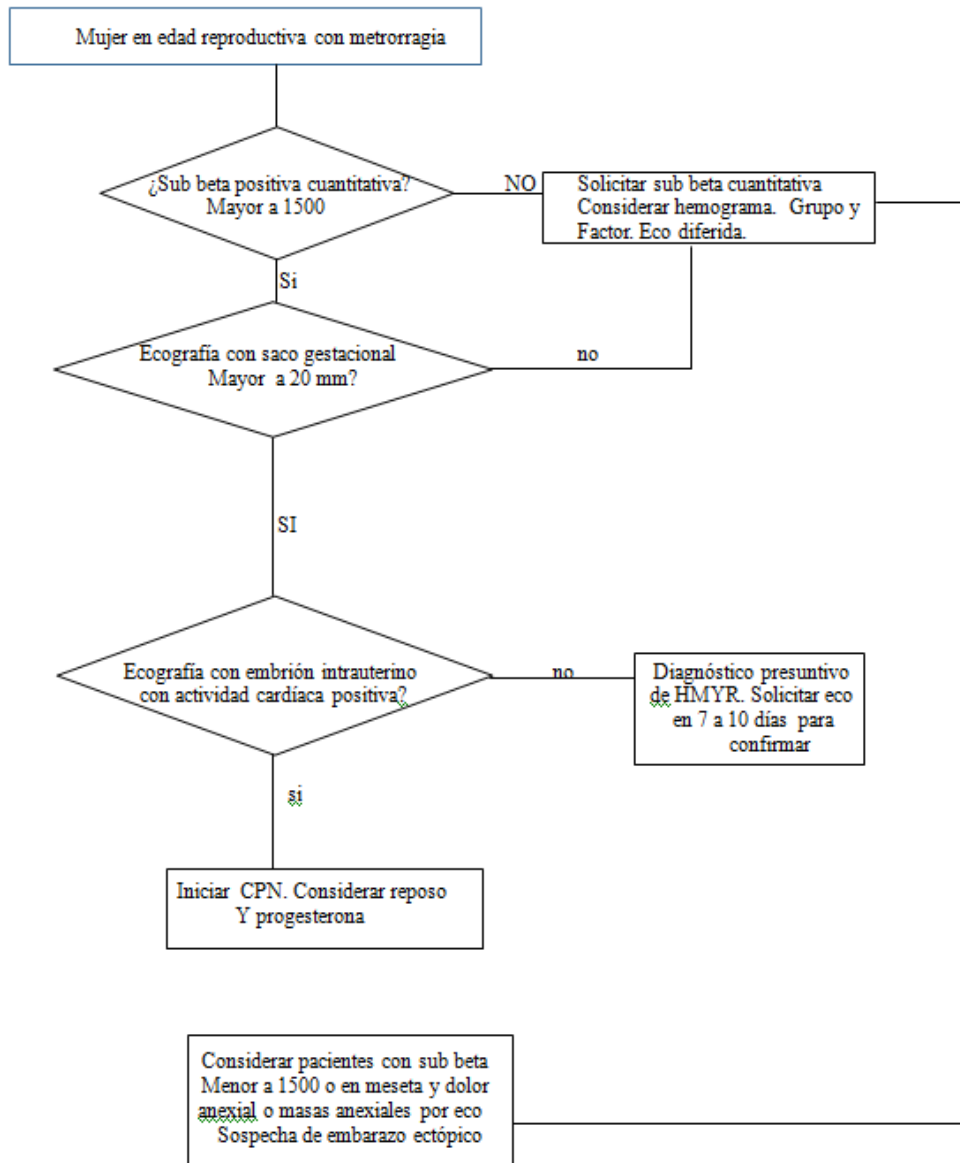 Mujer en edad reproductiva con metrorragia
¿Sub beta positiva cuantitativa?
Mayor a 1500
NO
Solicitar sub beta cuantitativa
Considerar hemograma. Grupo y
Factor. Eco diferida.
Si
Ecografía con saco gestacional
Mayor a 20 mm?
no
SI
Ecografía con embrión intrauterino
con actividad cardíaca positiva?
no
Diagnóstico presuntivo
de HMYR. Solicitar eco
en 7 a 10 días para
confirmar
si
Iniciar CPN. Considerar reposo
Y progesterona
Considerar pacientes con sub beta
Menor a 1500 o en meseta y dolor
anexial o masas anexiales por eco
Sospecha de embarazo ectópico